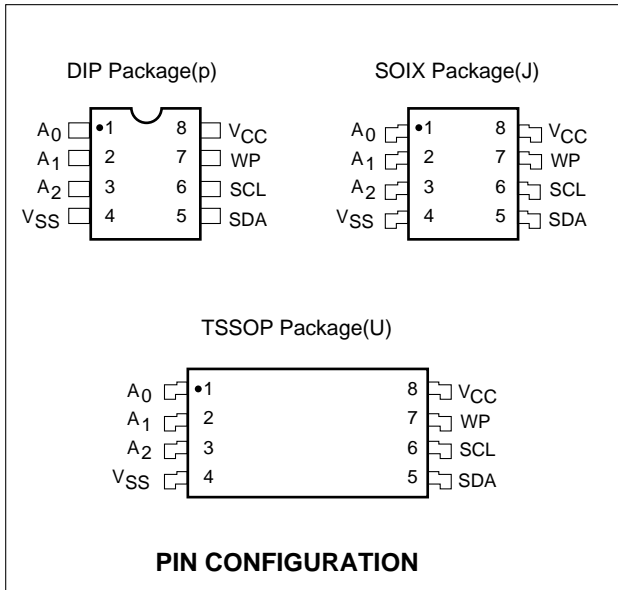 DIP Package(p)
A0 •1 8 VCC
A1 2 7 WP
A2 3 6 SCL
VSS 4 5 SDA
SOIX Package(J)
A0 •1 8 VCC
A1 2 7 WP
A2 3 6 SCL
VSS 4 5 SDA
TSSOP Package(U)
A0 •1 8 VCC
A1 2 7 WP
A2 3 6 SCL
VSS 4 5 SDA
PIN CONFIGURATION